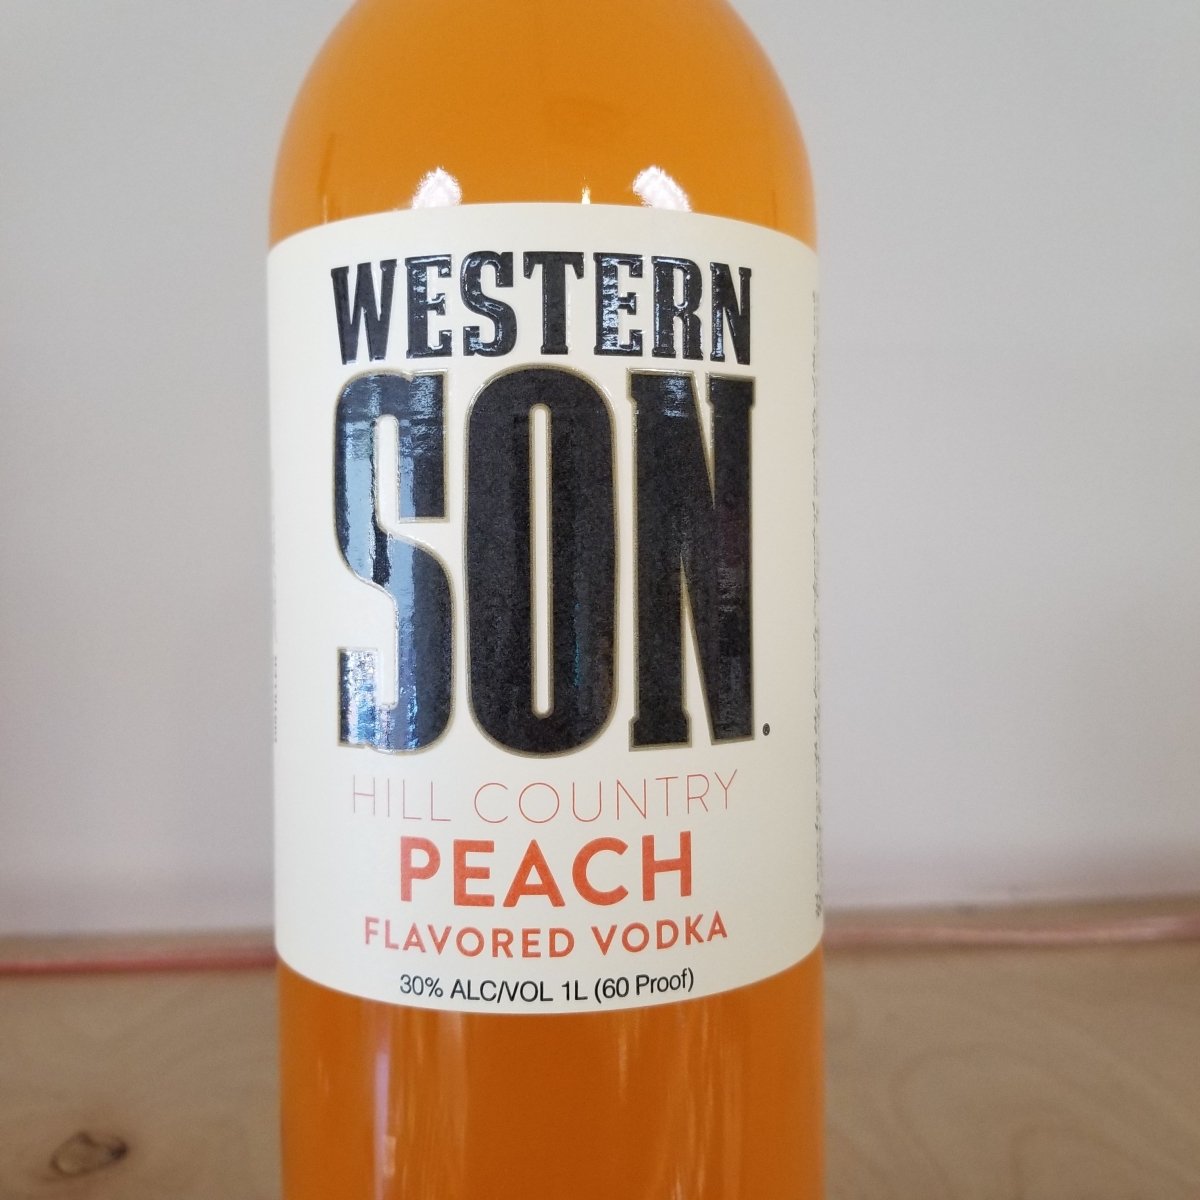 WESTERN
SON®
HILL COUNTRY
PEACH
FLAVORED VODKA
30% ALC/VOL 1L (60 Proof)